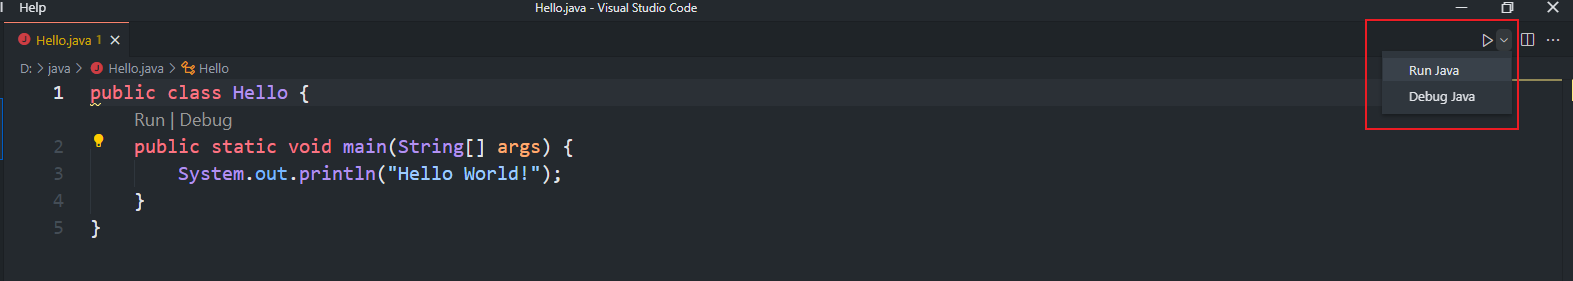 Help
Hello.java - Visual Studio Code
Hello.java 1
D: > java > Hello.java > Hello
Run Java
Debug Java
1 public class Hello {
Run | Debug
2 public static void main(String[] args) {
3 System.out.println("Hello World!");
4 }
5 }